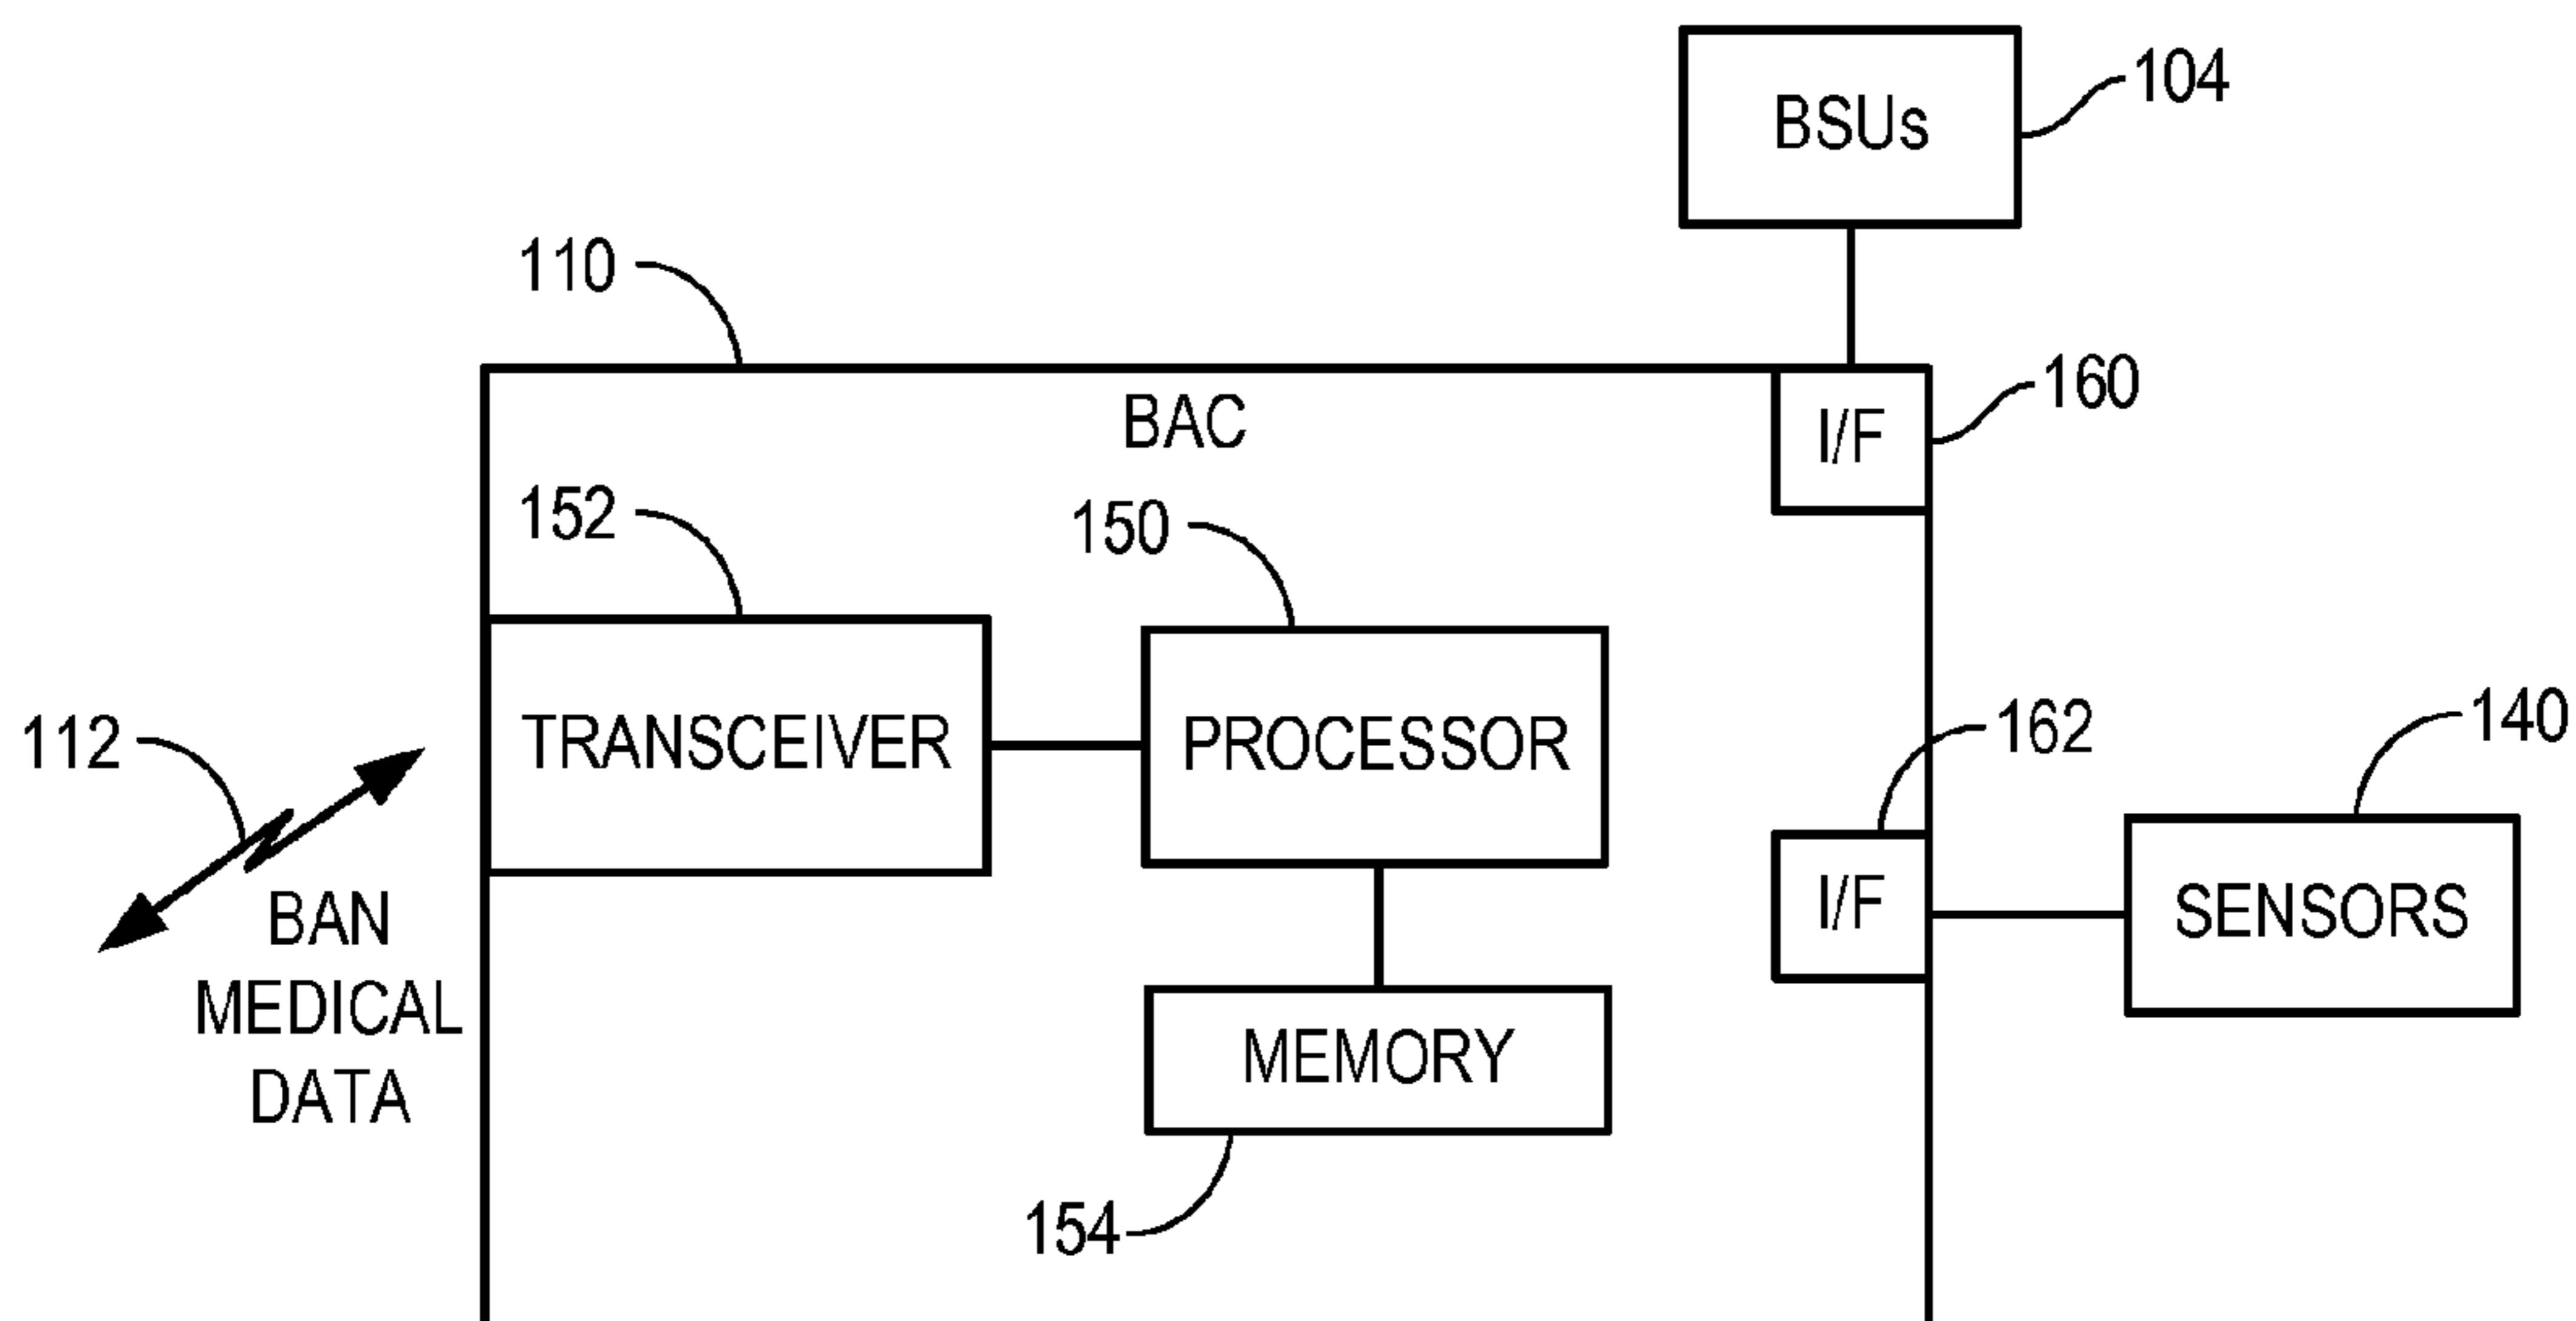 BSUs
104
110
160
BAC
I/F
152
150
112
TRANSCEIVER
PROCESSOR
162
140
I/F
SENSORS
BAN
MEDICAL
DATA
MEMORY
154